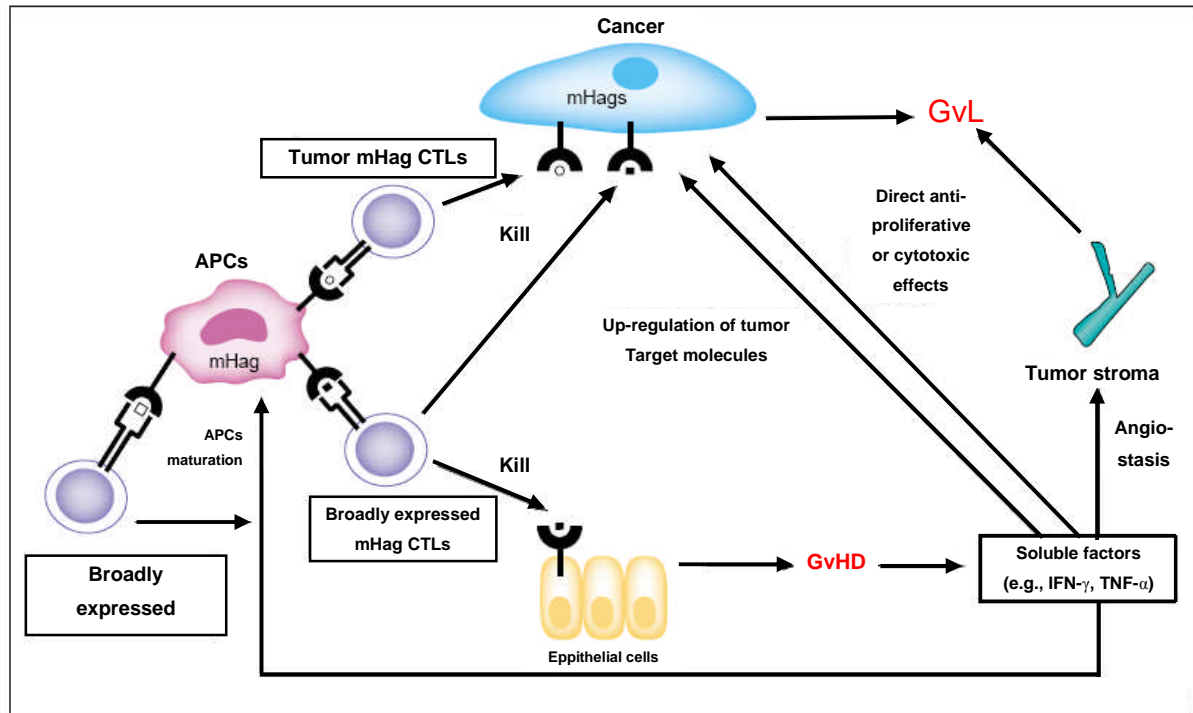 Cancer
mHags
GvL
Tumor mHag CTLs
Kill
Direct anti-
proliferative
or cytotoxic
effects
APCs
mHag
Up-regulation of tumor
Target molecules
Tumor stroma
Angio-
stasis
APCs
maturation
Kill
Broadly expressed
mHag CTLs
Broadly
expressed
GvHD
Soluble factors
(e.g., IFN-γ, TNF-α)
Eppithelial cells